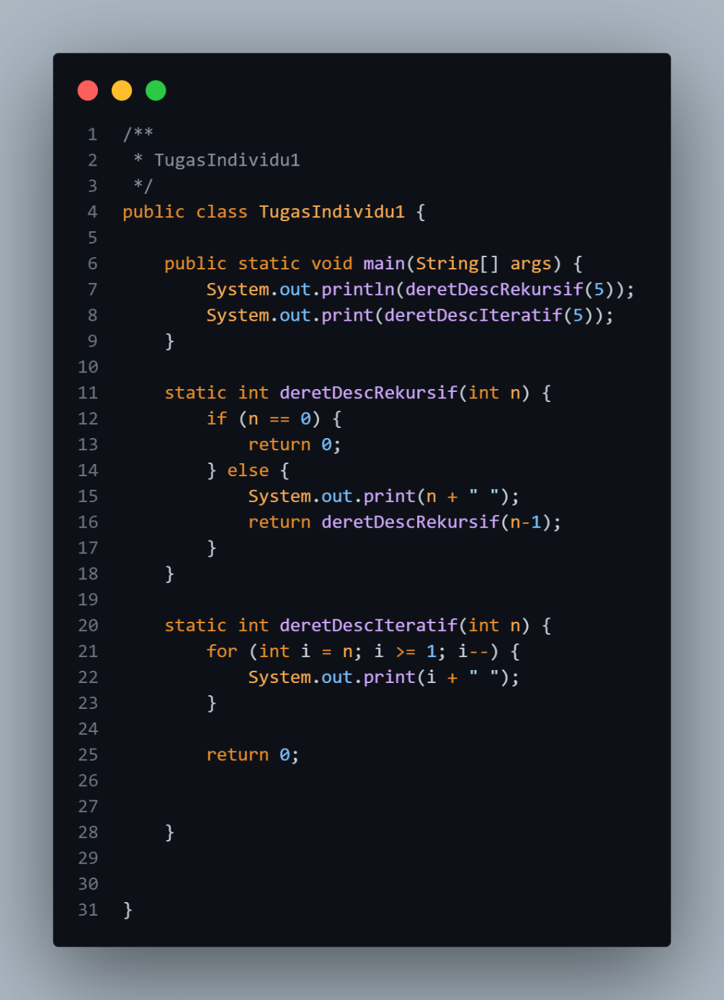 1 /**
2  * TugasIndividu1
3  */
4 public class TugasIndividu1 {
5
6     public static void main(String[] args) {
7         System.out.println(deretDescRekursif(5));
8         System.out.print(deretDescIteratif(5));
9     }
10
11     static int deretDescRekursif(int n) {
12         if (n == 0) {
13             return 0;
14         } else {
15             System.out.print(n + " ");
16             return deretDescRekursif(n-1);
17         }
18     }
19
20     static int deretDescIteratif(int n) {
21         for (int i = n; i >= 1; i--) {
22             System.out.print(i + " ");
23         }
24
25         return 0;
26
27
28     }
29
30
31 }